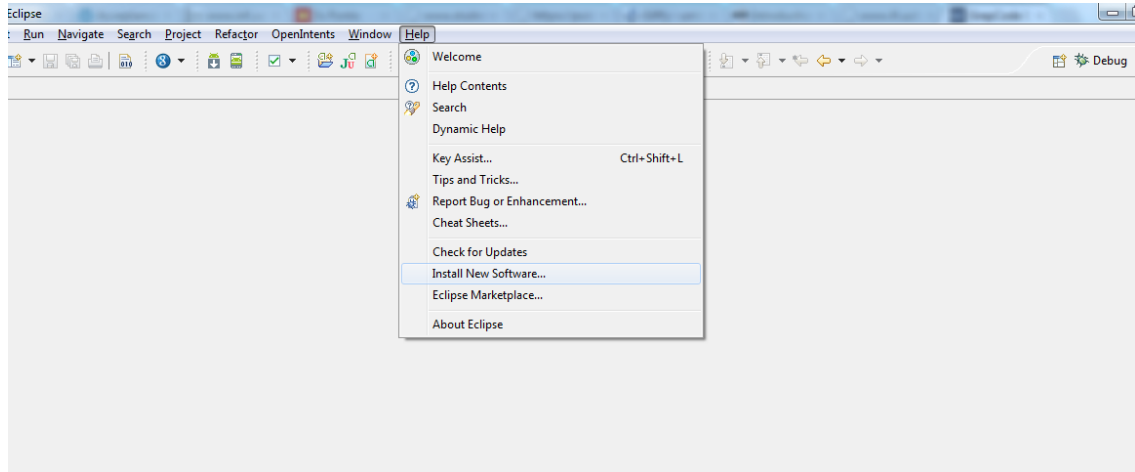 Eclipse
Run Navigate Search Project Refactor OpenIntents Window Help
Debug
Welcome
Help Contents
Search
Dynamic Help
Key Assist... Ctrl+Shift+L
Tips and Tricks...
Report Bug or Enhancement...
Cheat Sheets...
Check for Updates
Install New Software...
Eclipse Marketplace...
About Eclipse